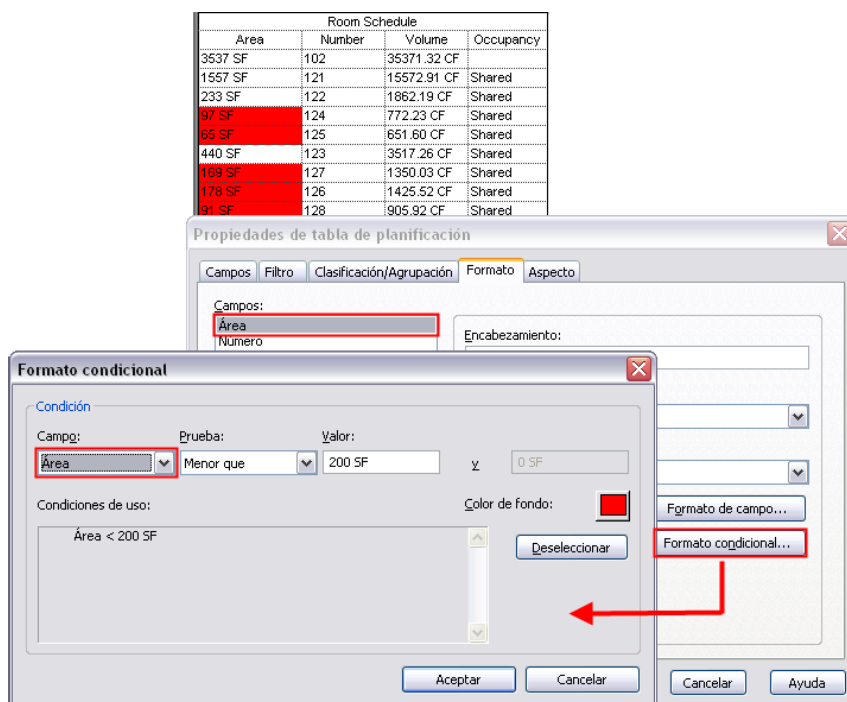 Room Schedule
Area Number Volume Occupancy
3537 SF 102 35371.32 CF
1557 SF 121 15572.91 CF Shared
233 SF 122 1862.19 CF Shared
97 SF 124 772.23 CF Shared
65 SF 125 651.60 CF Shared
440 SF 123 3517.26 CF Shared
169 SF 127 1350.03 CF Shared
178 SF 126 1425.52 CF Shared
91 SF 128 905.92 CF Shared
Propiedades de tabla de planificación
Campos Filtro Clasificación/Agrupación Formato Aspecto
Campos:
Área
Número
Encabezamiento:
Formato condicional
Condición
Campo: Prueba: Valor:
Área Menor que 200 SF y 0 SF
Condiciones de uso: Color de fondo:
Área < 200 SF
Deseleccionar
Formato de campo...
Formato condicional...
Aceptar Cancelar
Cancelar Ayuda